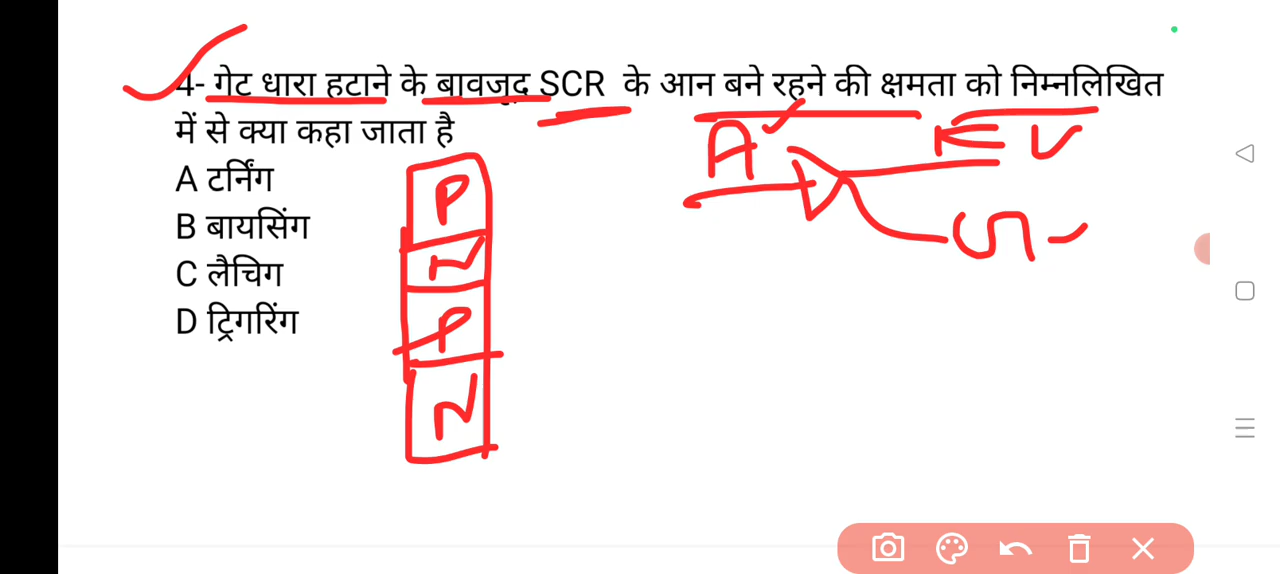 4- गेट धारा हटाने के बावजूद SCR के आन बने रहने की क्षमता को निम्नलिखित
में से क्या कहा जाता है
A टर्निंग
B बायसिंग
C लैचिग
D ट्रिगरिंग
P
N
P
N
A
K
G